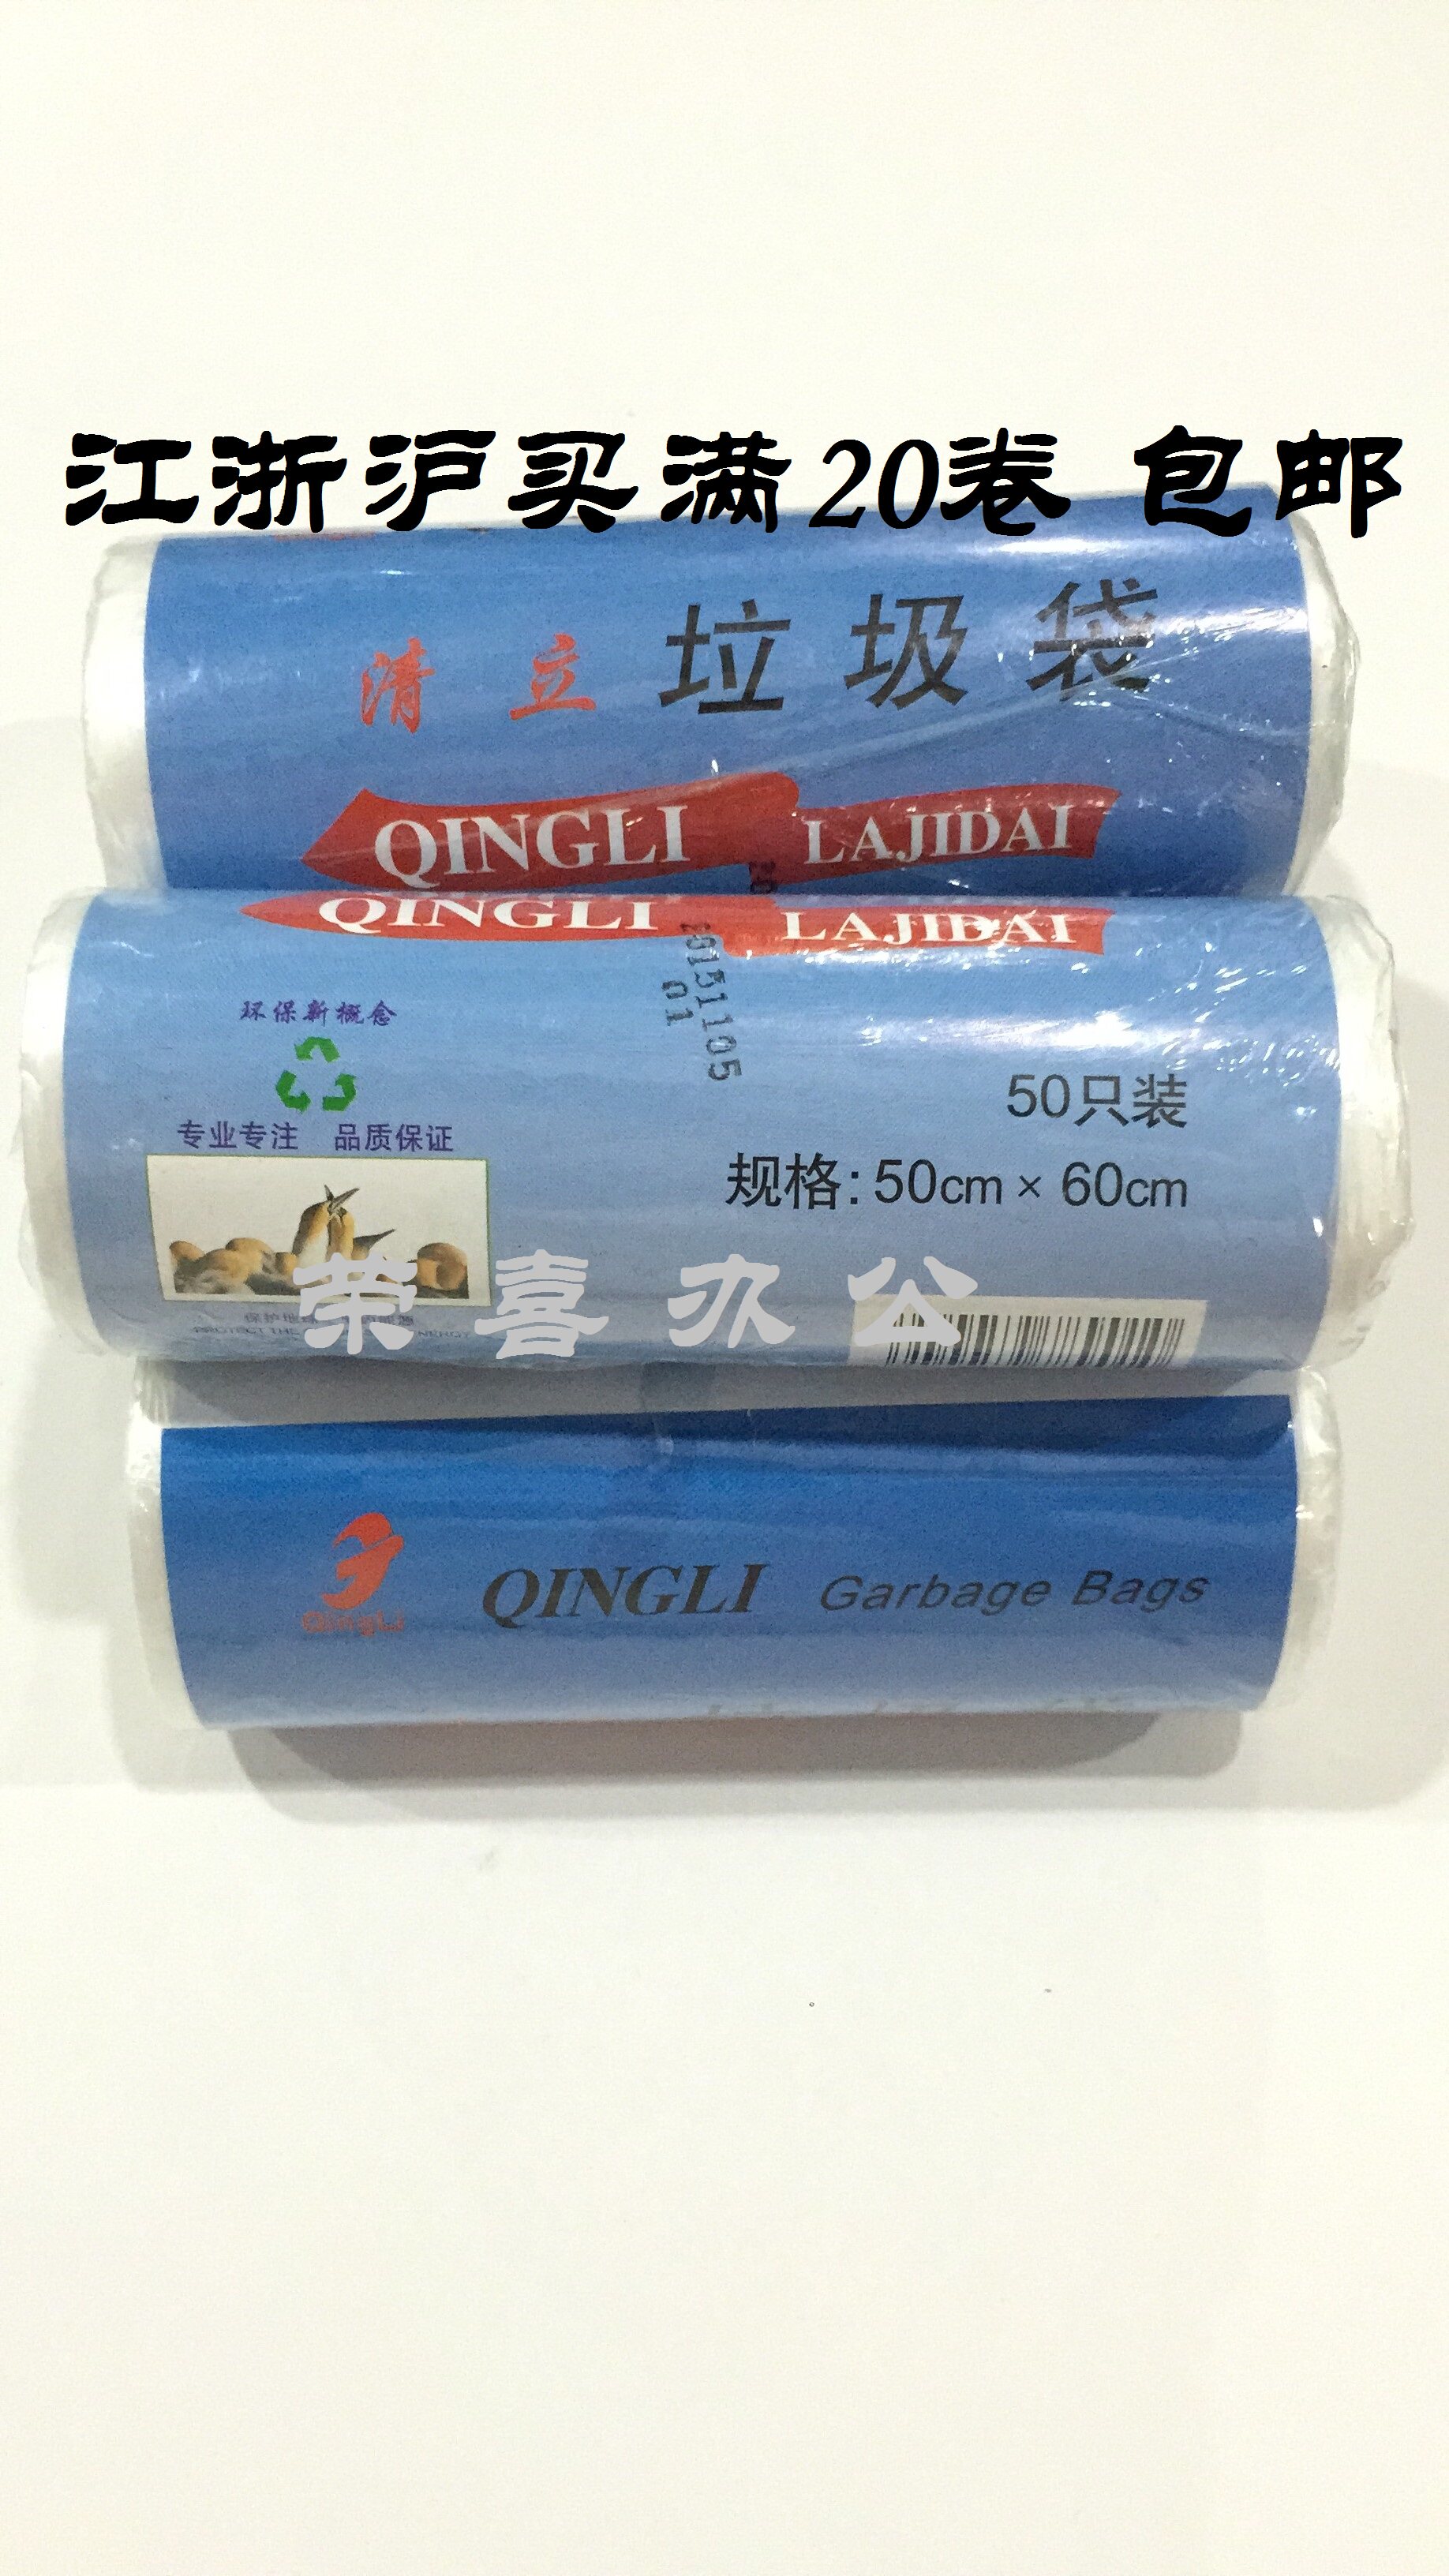 江浙沪买满20卷 包邮
清立 垃圾袋
QINGLI LAJIDAI
QINGLI LAJIDAI
20151105
01
环保新概念
专业专注 品质保证
50只装
规格:50cm×60cm
荣喜办公
QingLi
QINGLI Garbage Bags